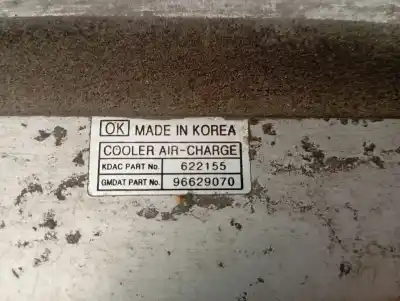 OK MADE IN KOREA
COOLER AIR-CHARGE
KDAC PART No. 622155
GMDAT PART No. 96629070